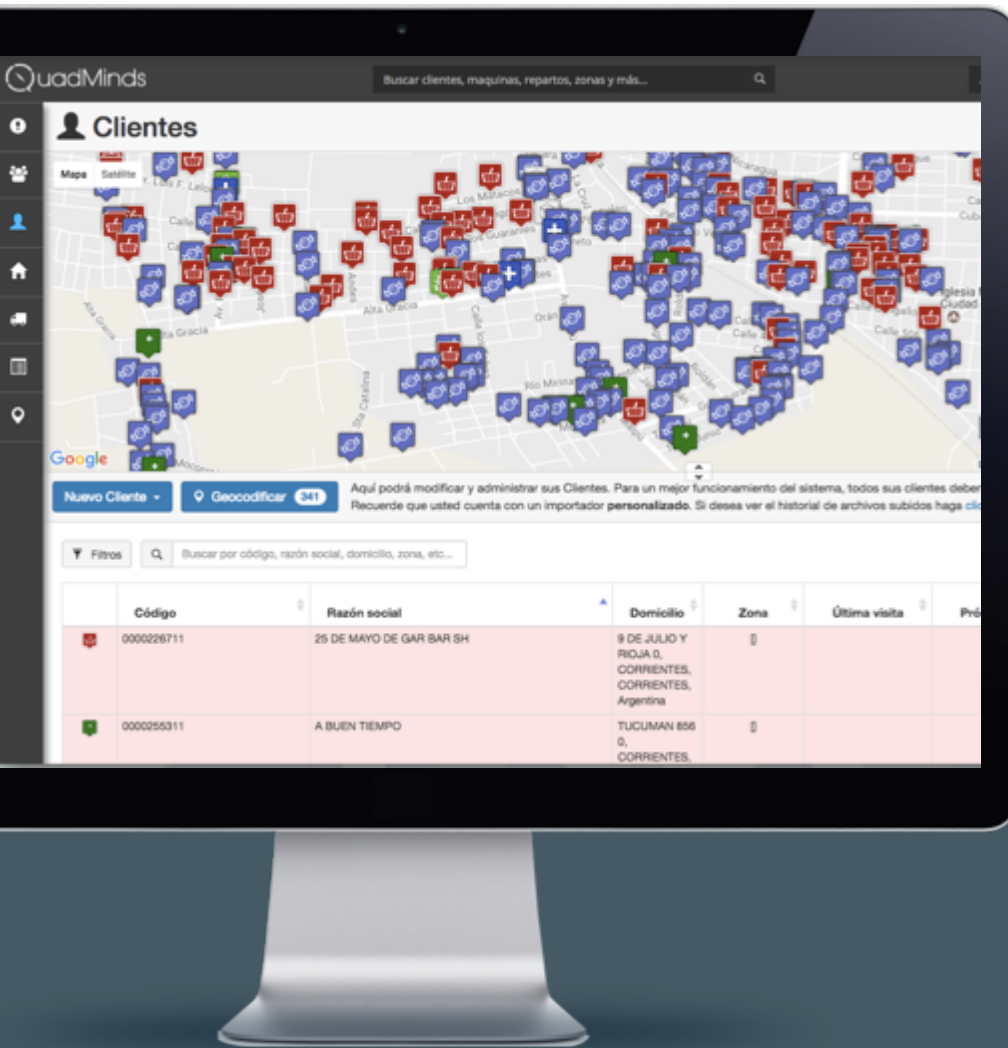 QuadMinds
Buscar clientes, maquinas, repartos, zonas y más...
Clientes
Mapa Satélite
Los Matacos
Alta Gracia
Alta Gracia
Sta Catalina
Roldán
Calle
Google
Nuevo Cliente
Geocodificar 341
Aquí podrá modificar y administrar sus Clientes. Para un mejor funcionamiento del sistema, todos sus clientes deber
Recuerde que usted cuenta con un importador personalizado. Si desea ver el historial de archivos subidos haga clic
Filtros
Buscar por código, razón social, domicilio, zona, etc...
Código Razón social Domicilio Zona Última visita Pró
0000226711 25 DE MAYO DE GAR BAR SH 9 DE JULIO Y
RIOJA 0,
CORRIENTES,
CORRIENTES,
Argentina
0000255311 A BUEN TIEMPO TUCUMAN 856
0,
CORRIENTES,